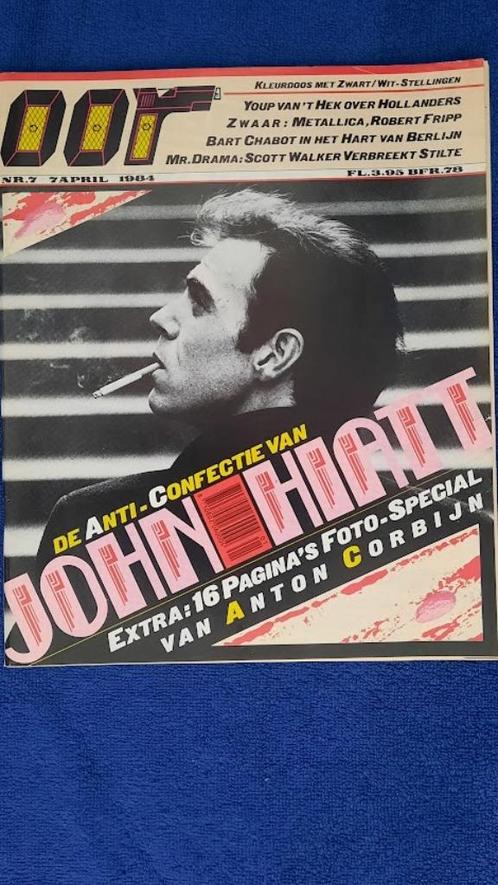 KLEURDOOS MET ZWART/WIT-STELLINGEN
oor
YOUP VAN'T HEK OVER HOLLANDERS
ZWAAR: METALLICA, ROBERT FRIPP
BART CHABOT IN HET HART VAN BERLIJN
MR. DRAMA: SCOTT WALKER VERBREEKT STILTE
NR.7 7 APRIL 1984
FL.3.95 BFR.78
DE ANTI-CONFECTIE VAN
JOHN HIATT
EXTRA: 16 PAGINA'S FOTO-SPECIAL
VAN ANTON CORBIJN